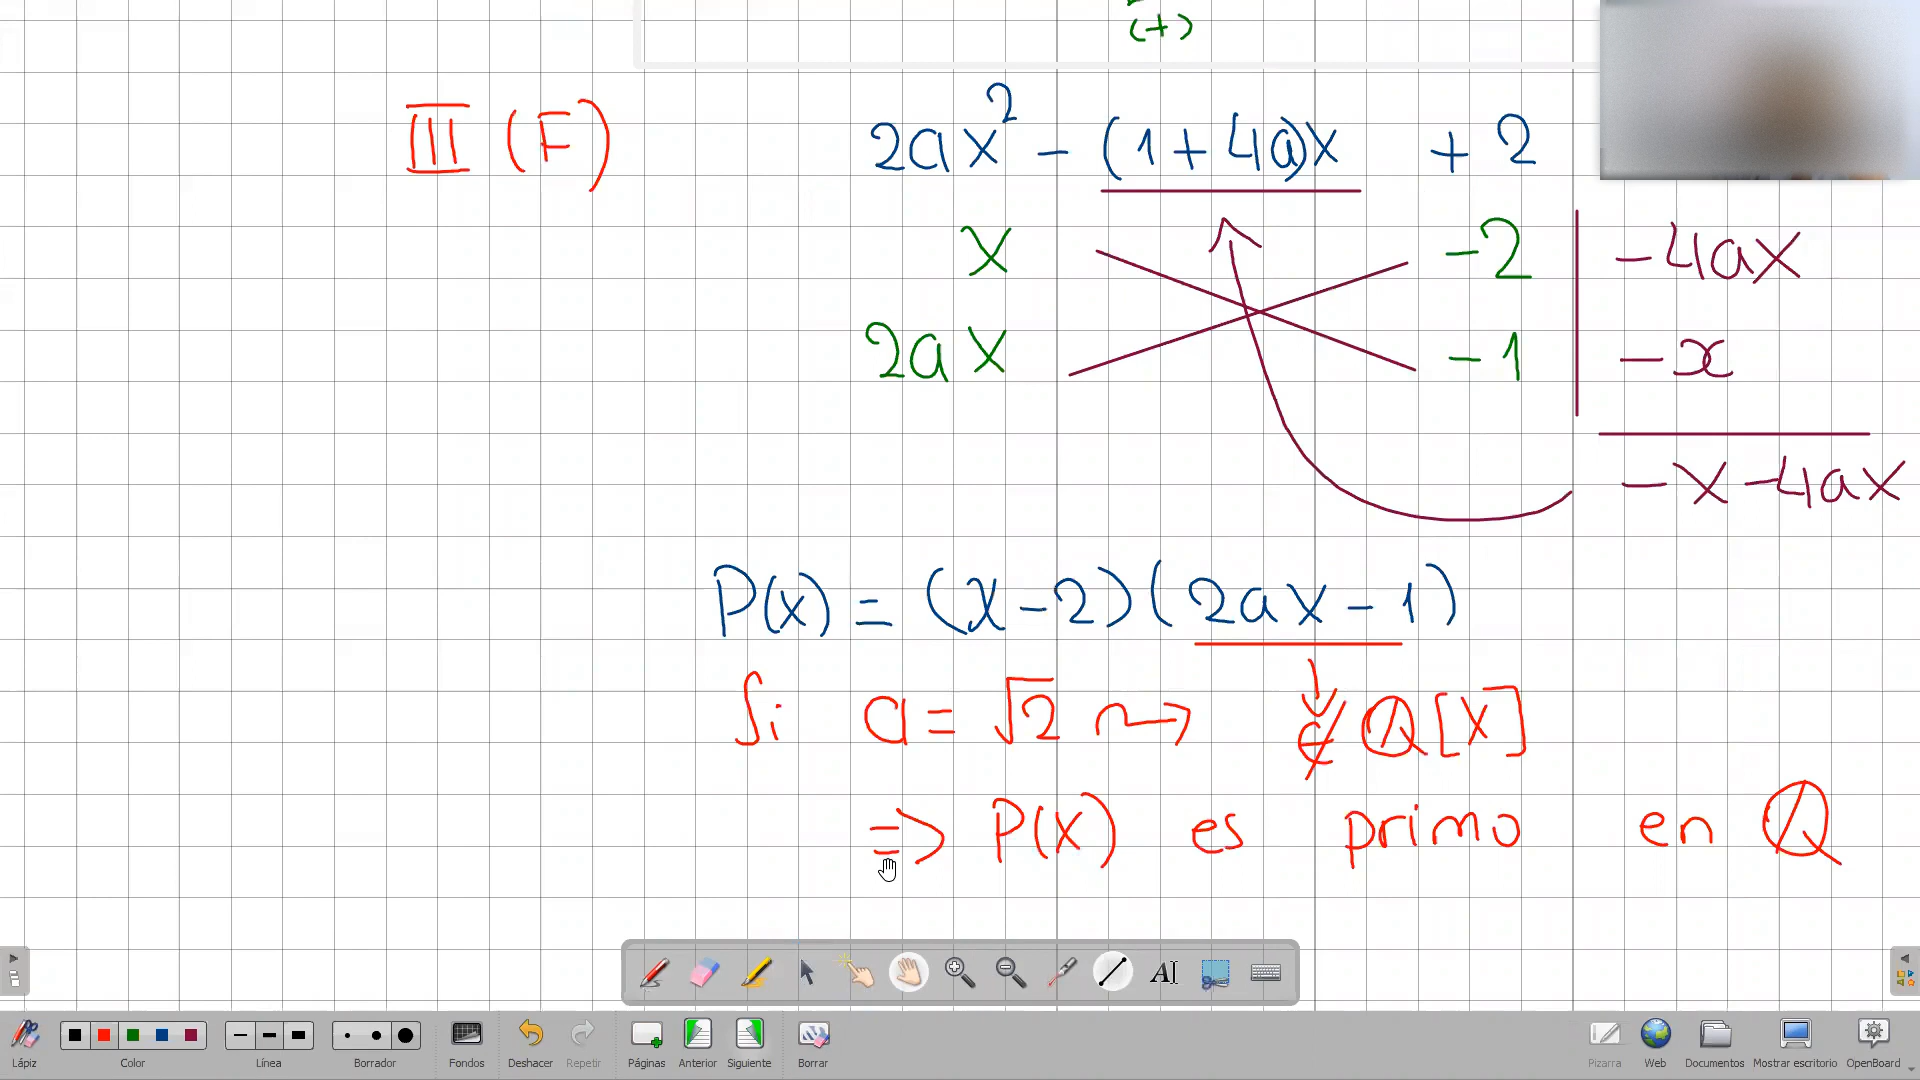 (+)
III (F)
2ax² - (1+4a)x + 2
x -2 -4ax
2ax -1 -x
-x-4ax
P(x) = (x-2)(2ax-1)
Si a = √2 ⇝ ∉ Q[x]
=> P(x) es primo en Q
AI
Lápiz
Color
Línea
Borrador
Fondos
Deshacer
Repetir
Páginas
Anterior
Siguiente
Borrar
Pizarra
Web
Documentos
Mostrar escritorio
OpenBoard